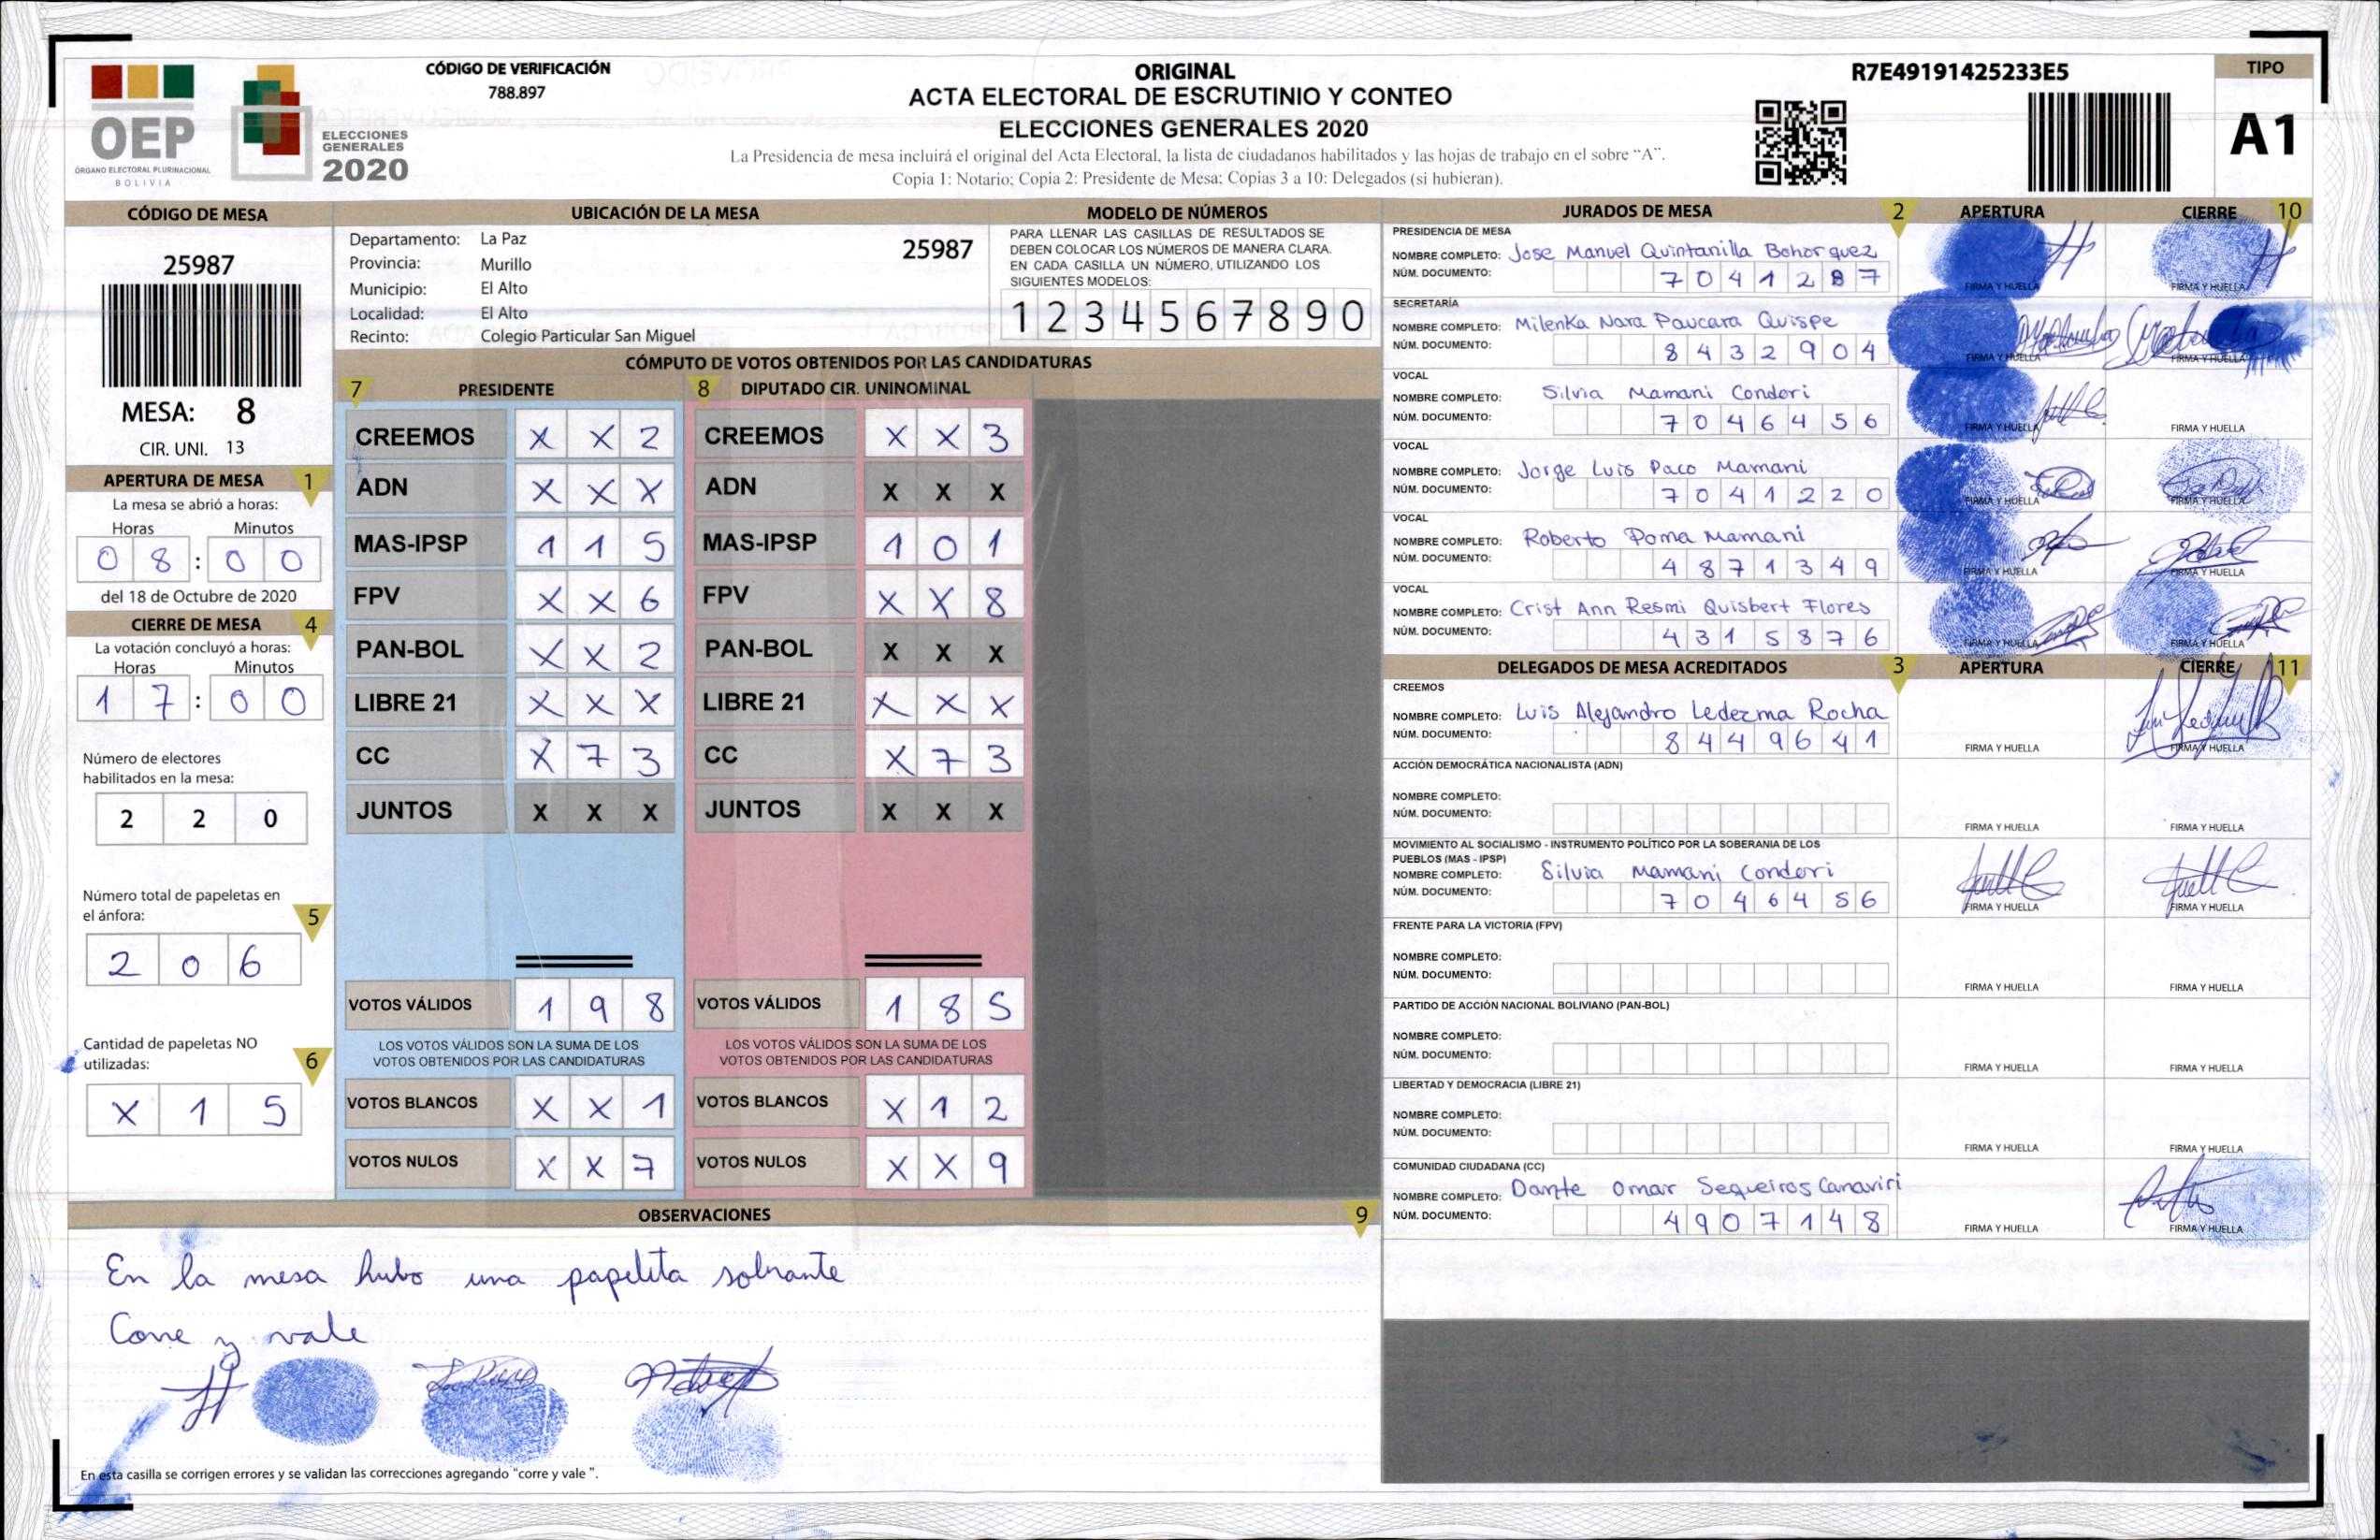 OEP
ÓRGANO ELECTORAL PLURINACIONAL
BOLIVIA
ELECCIONES
GENERALES
2020
CÓDIGO DE VERIFICACIÓN
788.897
ORIGINAL
ACTA ELECTORAL DE ESCRUTINIO Y CONTEO
ELECCIONES GENERALES 2020
La Presidencia de mesa incluirá el original del Acta Electoral, la lista de ciudadanos habilitados y las hojas de trabajo en el sobre “A”.
Copia 1: Notario; Copia 2: Presidente de Mesa; Copias 3 a 10: Delegados (si hubieran).
R7E49191425233E5
TIPO
A1
CÓDIGO DE MESA
25987
MESA: 8
CIR. UNI. 13
APERTURA DE MESA 1
La mesa se abrió a horas:
Horas Minutos
0 8 : 0 0
del 18 de Octubre de 2020
CIERRE DE MESA 4
La votación concluyó a horas:
Horas Minutos
1 7 : 0 0
Número de electores
habilitados en la mesa:
2 2 0
Número total de papeletas en
el ánfora: 5
2 0 6
Cantidad de papeletas NO
utilizadas: 6
X 1 5
UBICACIÓN DE LA MESA
Departamento: La Paz
25987
Provincia: Murillo
Municipio: El Alto
Localidad: El Alto
Recinto: Colegio Particular San Miguel
MODELO DE NÚMEROS
PARA LLENAR LAS CASILLAS DE RESULTADOS SE
DEBEN COLOCAR LOS NÚMEROS DE MANERA CLARA.
EN CADA CASILLA UN NÚMERO, UTILIZANDO LOS
SIGUIENTES MODELOS:
1 2 3 4 5 6 7 8 9 0
CÓMPUTO DE VOTOS OBTENIDOS POR LAS CANDIDATURAS
7 PRESIDENTE
CREEMOS X X 2
ADN X X X
MAS-IPSP 1 1 5
FPV X X 6
PAN-BOL X X 2
LIBRE 21 X X X
CC X 7 3
JUNTOS X X X
VOTOS VÁLIDOS 1 9 8
LOS VOTOS VÁLIDOS SON LA SUMA DE LOS
VOTOS OBTENIDOS POR LAS CANDIDATURAS
VOTOS BLANCOS X X 1
VOTOS NULOS X X 7
8 DIPUTADO CIR. UNINOMINAL
CREEMOS X X 3
ADN X X X
MAS-IPSP 1 0 1
FPV X X 8
PAN-BOL X X X
LIBRE 21 X X X
CC X 7 3
JUNTOS X X X
VOTOS VÁLIDOS 1 8 5
LOS VOTOS VÁLIDOS SON LA SUMA DE LOS
VOTOS OBTENIDOS POR LAS CANDIDATURAS
VOTOS BLANCOS X 1 2
VOTOS NULOS X X 9
OBSERVACIONES 9
En la mesa hubo una papelita sobrante
Corre y vale
En esta casilla se corrigen errores y se validan las correcciones agregando "corre y vale ".
JURADOS DE MESA 2 APERTURA CIERRE 10
PRESIDENCIA DE MESA
NOMBRE COMPLETO: Jose Manuel Quintanilla Bohorquez
NÚM. DOCUMENTO: 7 0 4 1 2 8 7
FIRMA Y HUELLA FIRMA Y HUELLA
SECRETARÍA
NOMBRE COMPLETO: Milenka Nara Paucara Quispe
NÚM. DOCUMENTO: 8 4 3 2 9 0 4
FIRMA Y HUELLA FIRMA Y HUELLA
VOCAL
NOMBRE COMPLETO: Silvia Mamani Condori
NÚM. DOCUMENTO: 7 0 4 6 4 5 6
FIRMA Y HUELLA FIRMA Y HUELLA
VOCAL
NOMBRE COMPLETO: Jorge Luis Paco Mamani
NÚM. DOCUMENTO: 7 0 4 1 2 2 0
FIRMA Y HUELLA FIRMA Y HUELLA
VOCAL
NOMBRE COMPLETO: Roberto Poma Mamani
NÚM. DOCUMENTO: 4 8 7 1 3 4 9
FIRMA Y HUELLA FIRMA Y HUELLA
VOCAL
NOMBRE COMPLETO: Crist Ann Resmi Quisbert Flores
NÚM. DOCUMENTO: 4 3 1 5 8 7 6
FIRMA Y HUELLA FIRMA Y HUELLA
DELEGADOS DE MESA ACREDITADOS 3 APERTURA CIERRE 11
CREEMOS
NOMBRE COMPLETO: Luis Alejandro Ledezma Rocha
NÚM. DOCUMENTO: 8 4 4 9 6 4 1
FIRMA Y HUELLA FIRMA Y HUELLA
ACCIÓN DEMOCRÁTICA NACIONALISTA (ADN)
NOMBRE COMPLETO:
NÚM. DOCUMENTO:
FIRMA Y HUELLA FIRMA Y HUELLA
MOVIMIENTO AL SOCIALISMO - INSTRUMENTO POLÍTICO POR LA SOBERANIA DE LOS
PUEBLOS (MAS - IPSP)
NOMBRE COMPLETO: Silvia Mamani Condori
NÚM. DOCUMENTO: 7 0 4 6 4 5 6
FIRMA Y HUELLA FIRMA Y HUELLA
FRENTE PARA LA VICTORIA (FPV)
NOMBRE COMPLETO:
NÚM. DOCUMENTO:
FIRMA Y HUELLA FIRMA Y HUELLA
PARTIDO DE ACCIÓN NACIONAL BOLIVIANO (PAN-BOL)
NOMBRE COMPLETO:
NÚM. DOCUMENTO:
FIRMA Y HUELLA FIRMA Y HUELLA
LIBERTAD Y DEMOCRACIA (LIBRE 21)
NOMBRE COMPLETO:
NÚM. DOCUMENTO:
FIRMA Y HUELLA FIRMA Y HUELLA
COMUNIDAD CIUDADANA (CC)
NOMBRE COMPLETO: Dante Omar Sequeiros Canaviri
NÚM. DOCUMENTO: 4 9 0 7 1 4 8
FIRMA Y HUELLA FIRMA Y HUELLA